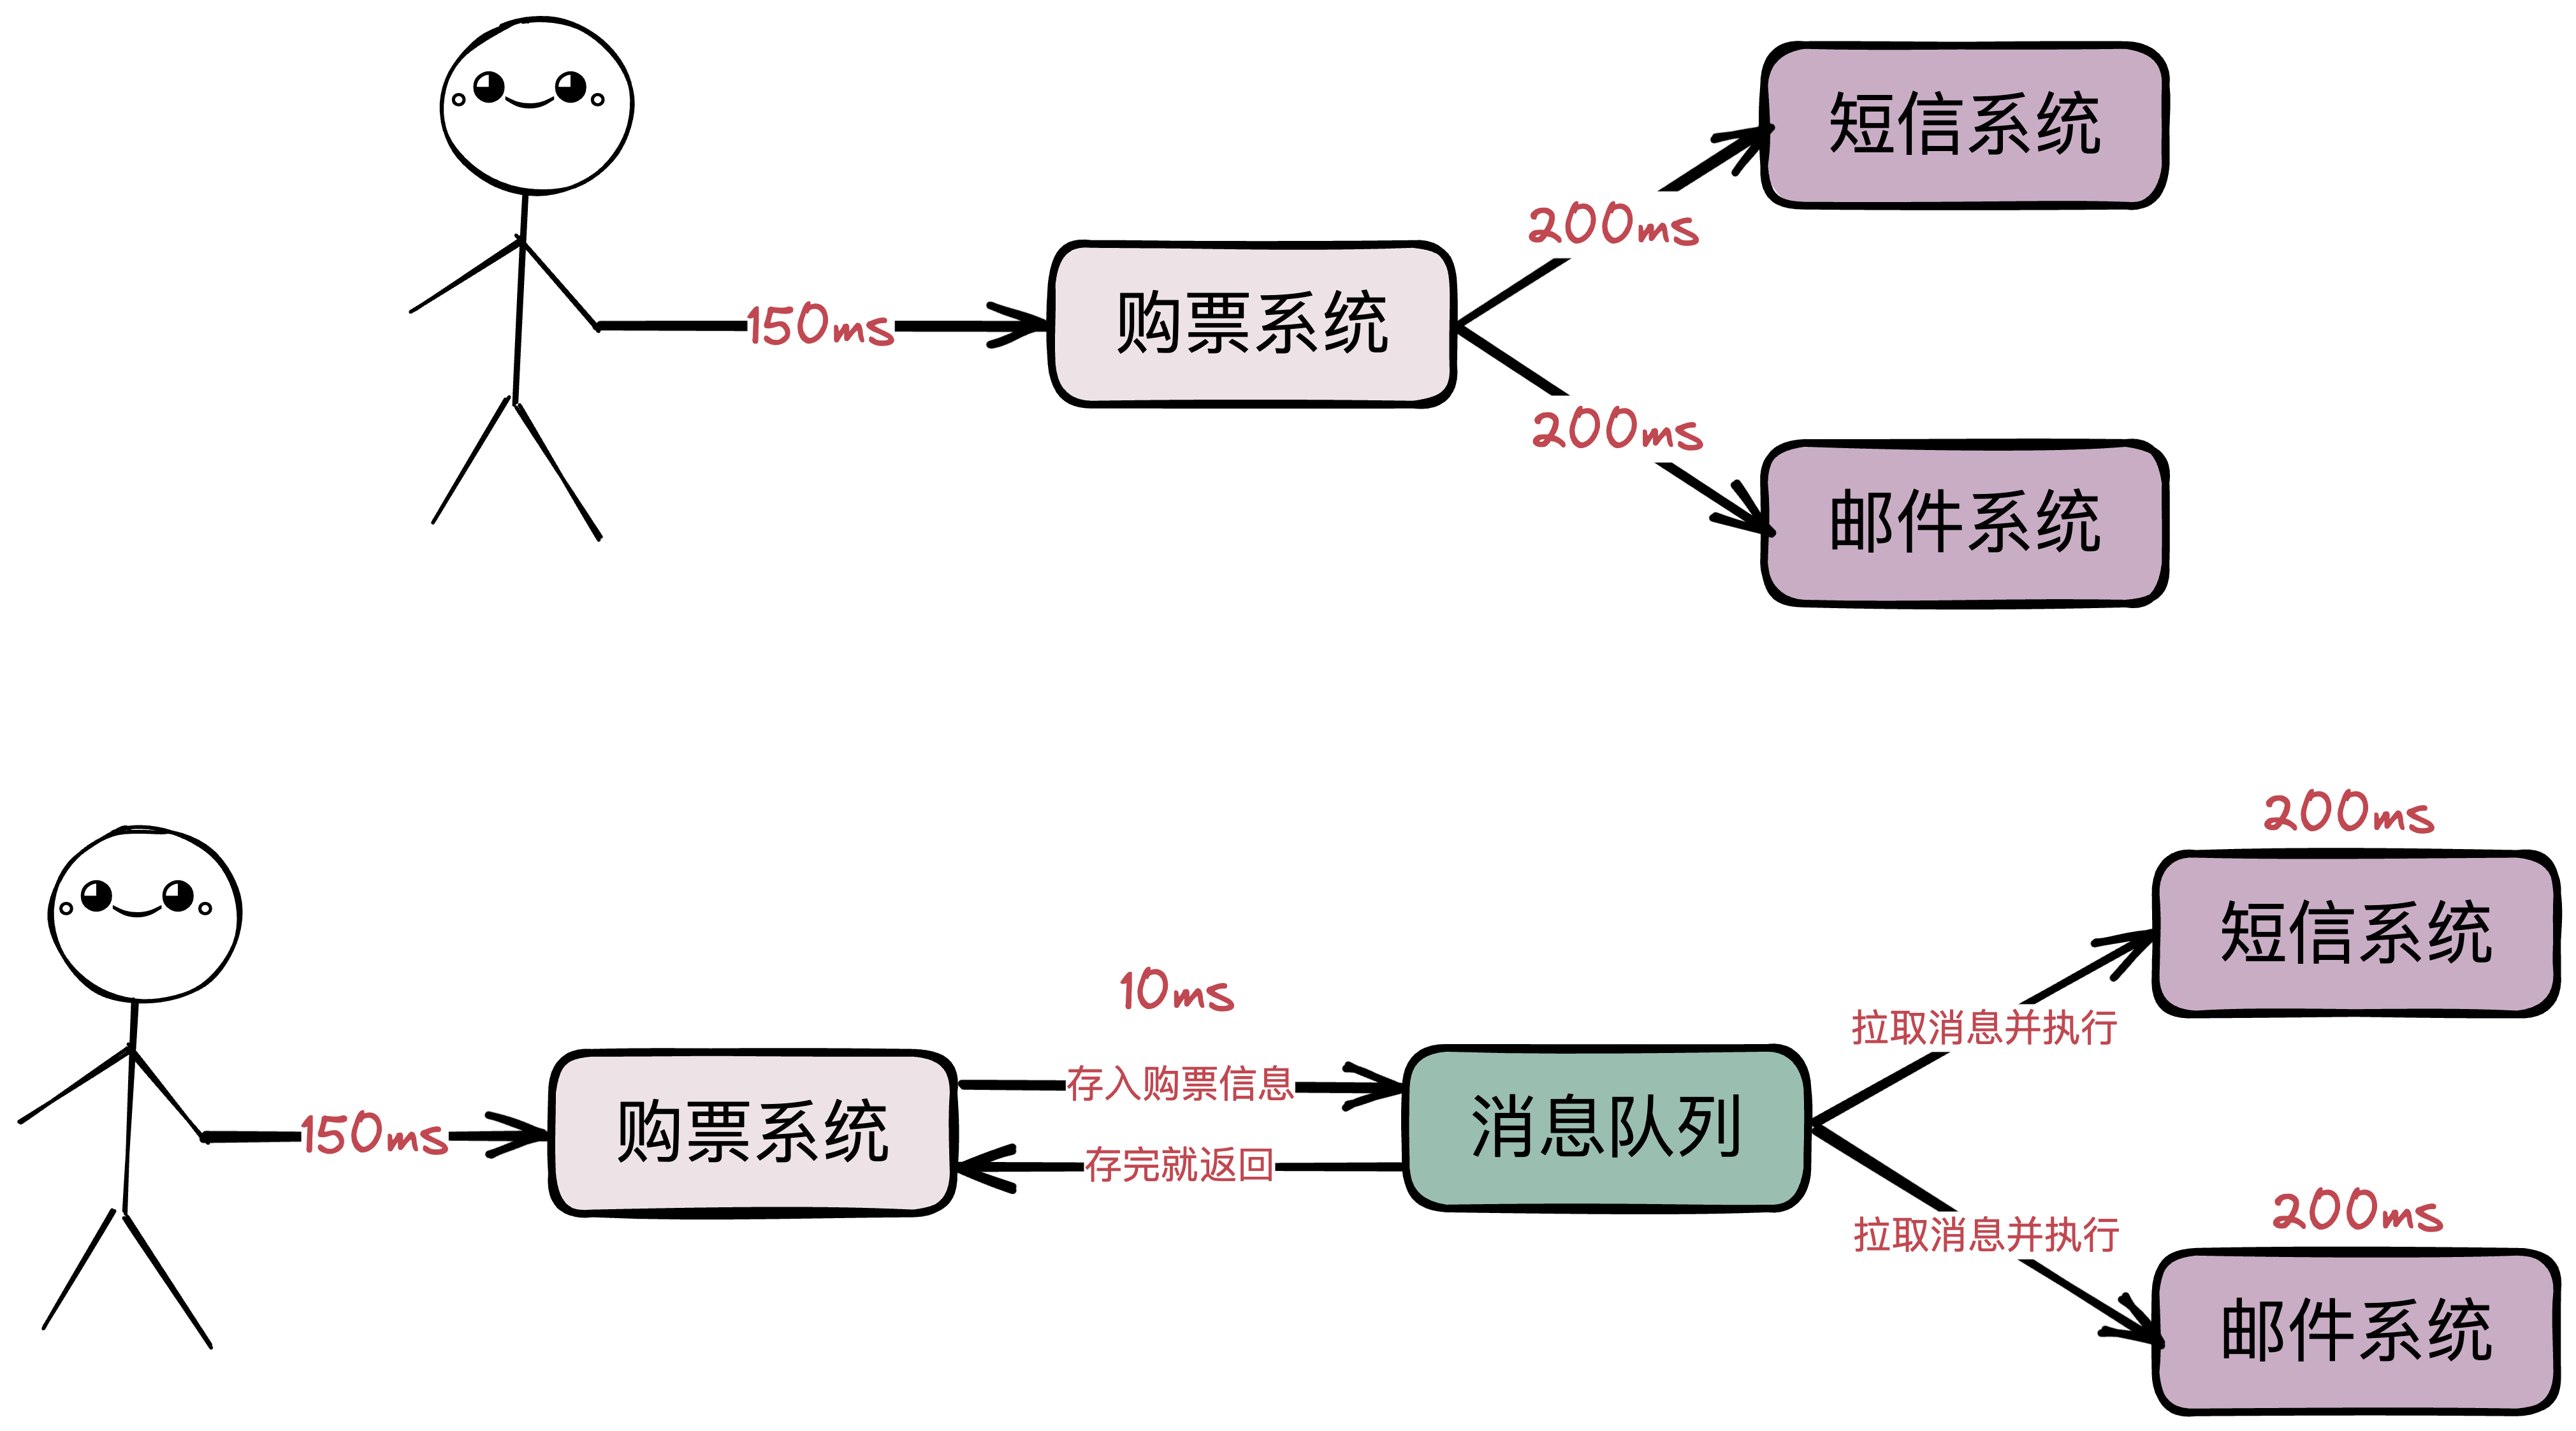 短信系统
200ms
购票系统
150ms
200ms
邮件系统
200ms
短信系统
10ms
拉取消息并执行
存入购票信息
购票系统
150ms
消息队列
存完就返回
200ms
拉取消息并执行
邮件系统